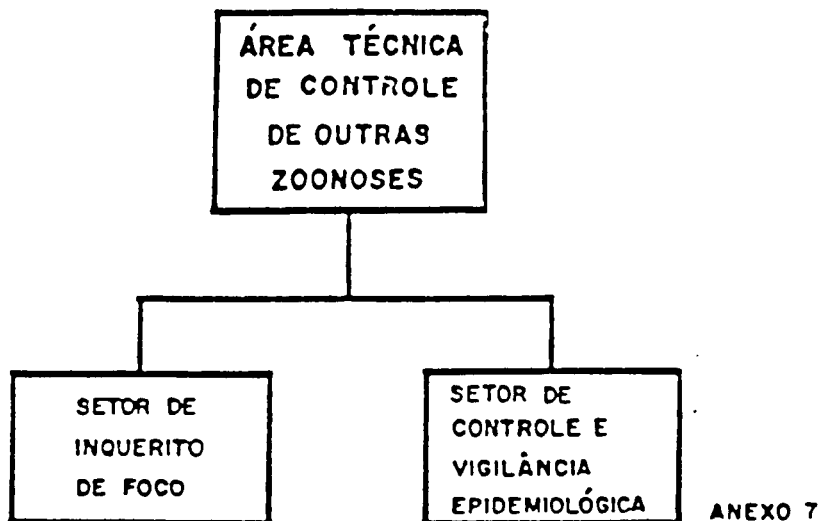 ÁREA TÉCNICA
DE CONTROLE
DE OUTRAS
ZOONOSES
SETOR DE
INQUERITO
DE FOCO
SETOR DE
CONTROLE E
VIGILÂNCIA
EPIDEMIOLÓGICA
ANEXO 7